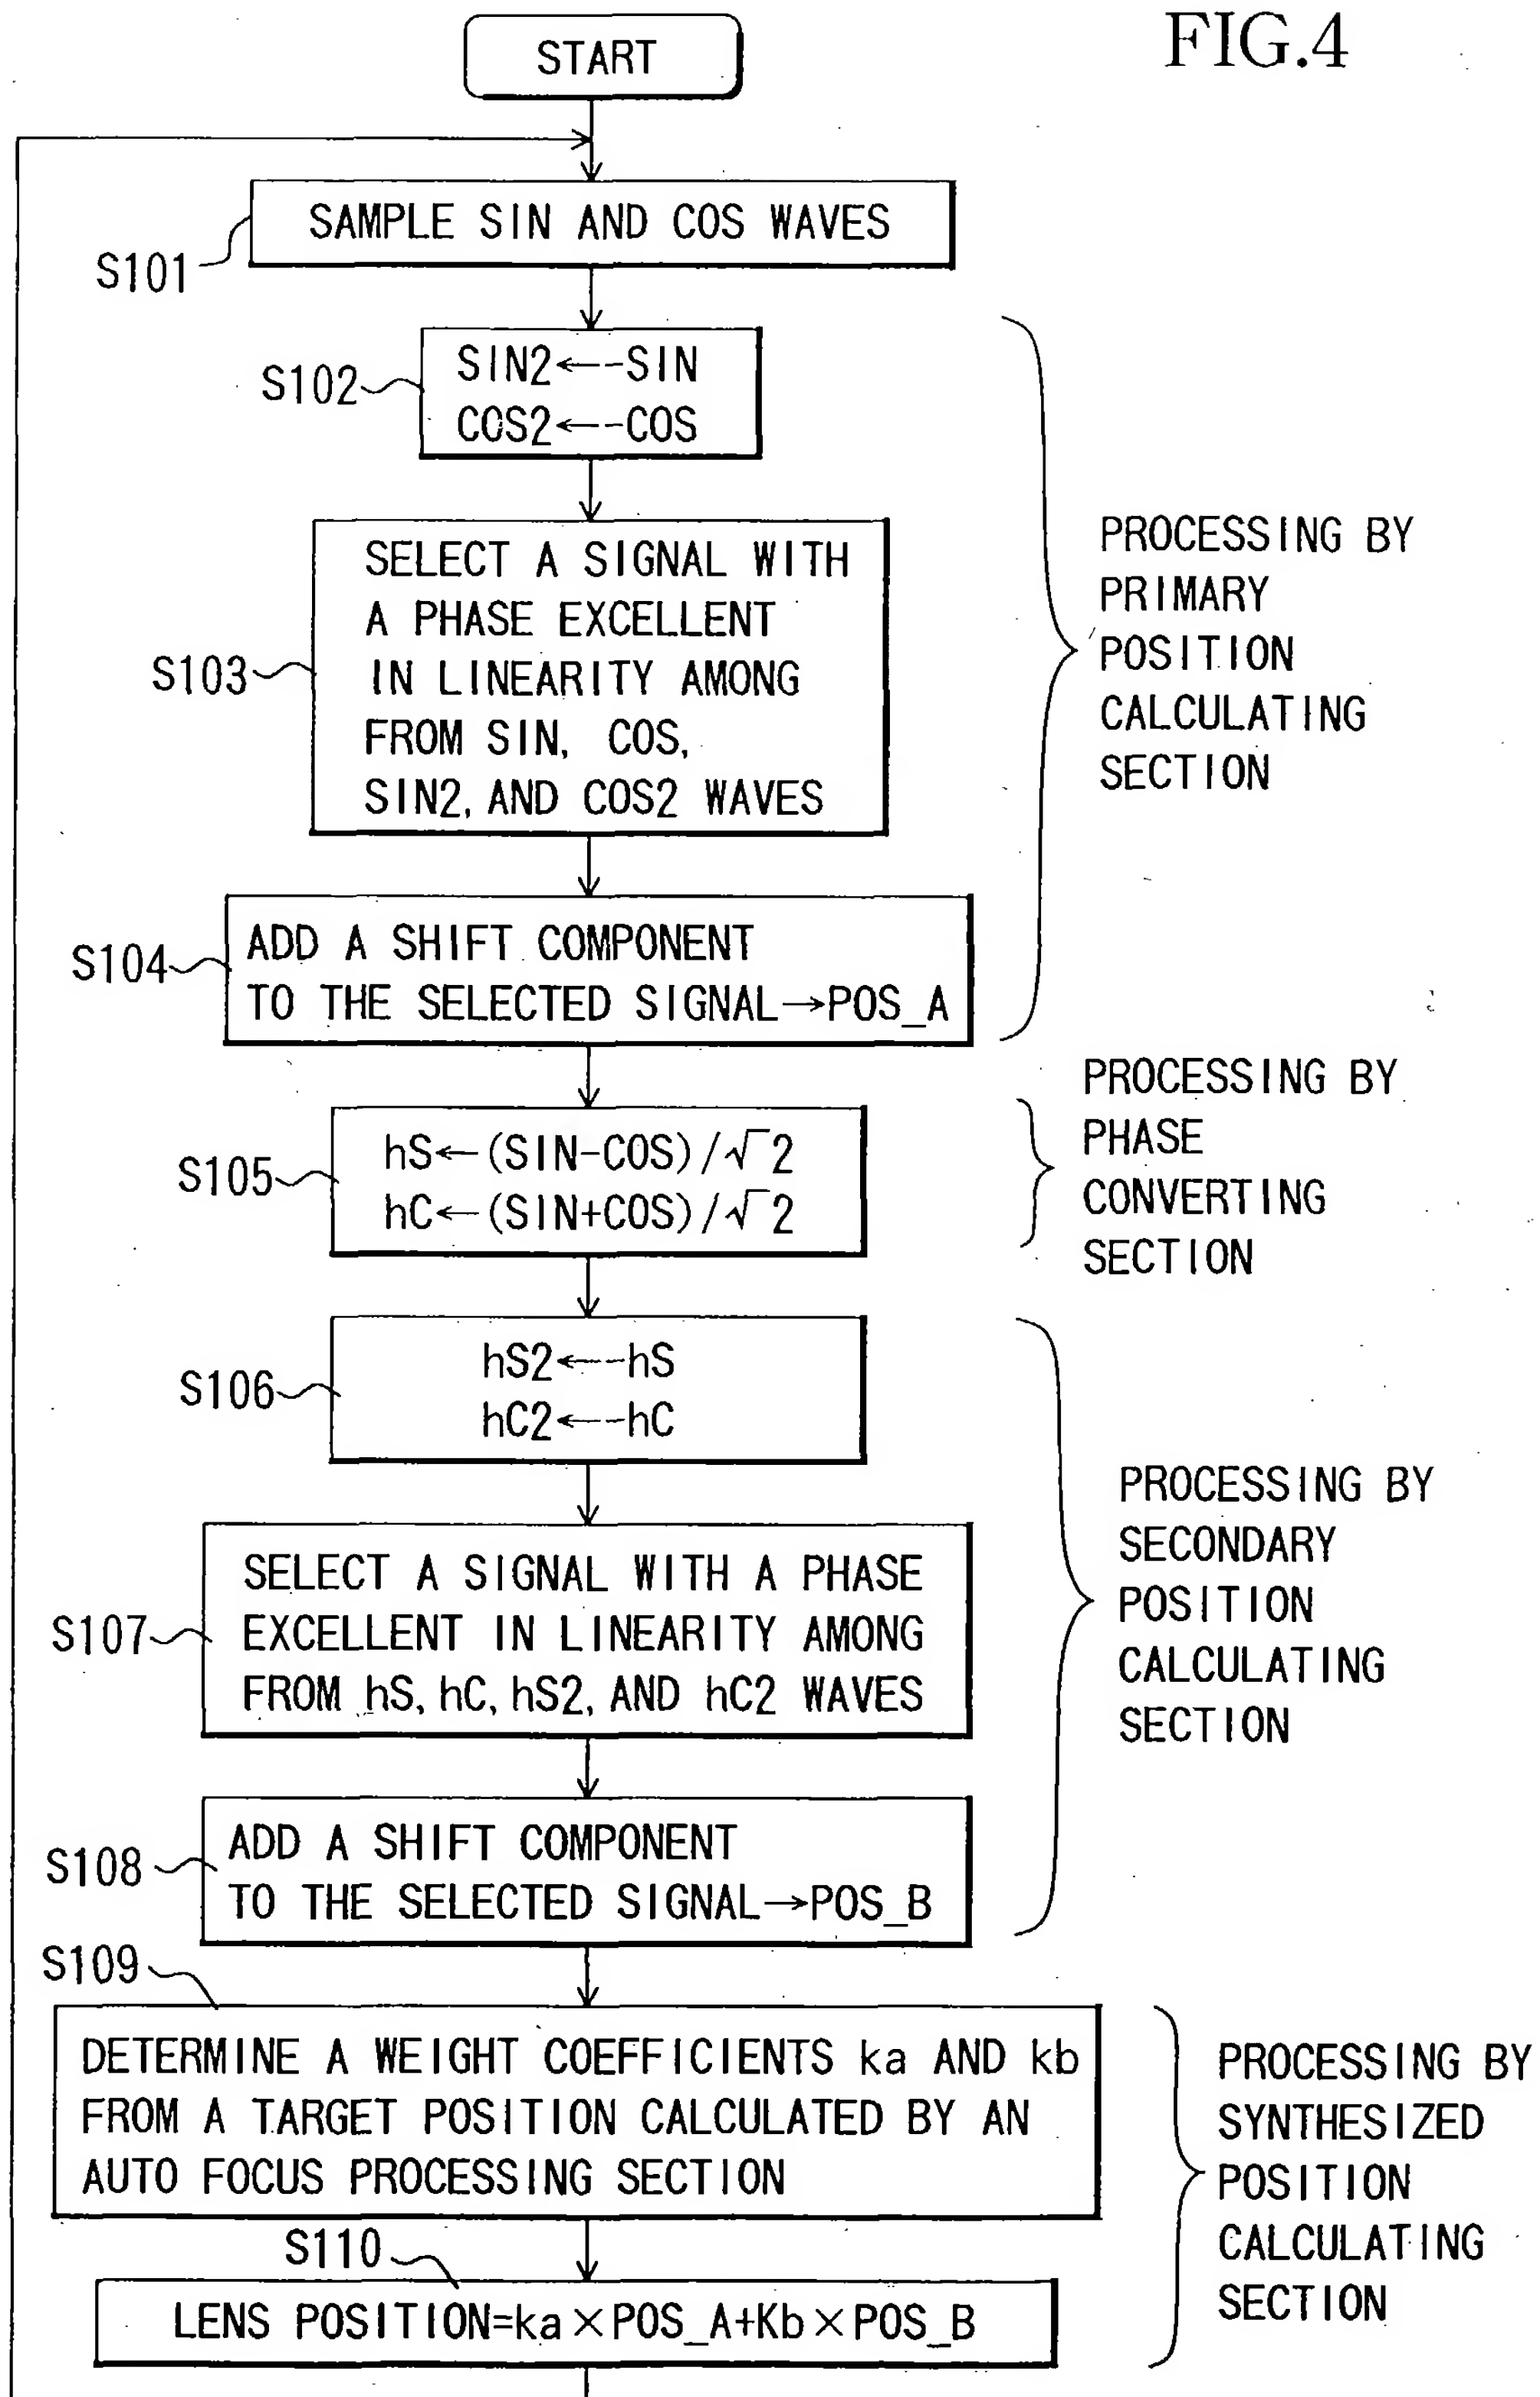 FIG.4
START
SAMPLE SIN AND COS WAVES
S101
SIN2←--SIN
COS2←--COS
S102
SELECT A SIGNAL WITH
A PHASE EXCELLENT
IN LINEARITY AMONG
FROM SIN, COS,
SIN2, AND COS2 WAVES
S103
ADD A SHIFT COMPONENT
TO THE SELECTED SIGNAL→POS_A
S104
PROCESSING BY
PRIMARY
POSITION
CALCULATING
SECTION
hS←(SIN-COS)/√2
hC←(SIN+COS)/√2
S105
PROCESSING BY
PHASE
CONVERTING
SECTION
hS2←--hS
hC2←--hC
S106
SELECT A SIGNAL WITH A PHASE
EXCELLENT IN LINEARITY AMONG
FROM hS, hC, hS2, AND hC2 WAVES
S107
ADD A SHIFT COMPONENT
TO THE SELECTED SIGNAL→POS_B
S108
PROCESSING BY
SECONDARY
POSITION
CALCULATING
SECTION
S109
DETERMINE A WEIGHT COEFFICIENTS ka AND kb
FROM A TARGET POSITION CALCULATED BY AN
AUTO FOCUS PROCESSING SECTION
S110
LENS POSITION=ka×POS_A+Kb×POS_B
PROCESSING BY
SYNTHESIZED
POSITION
CALCULATING
SECTION